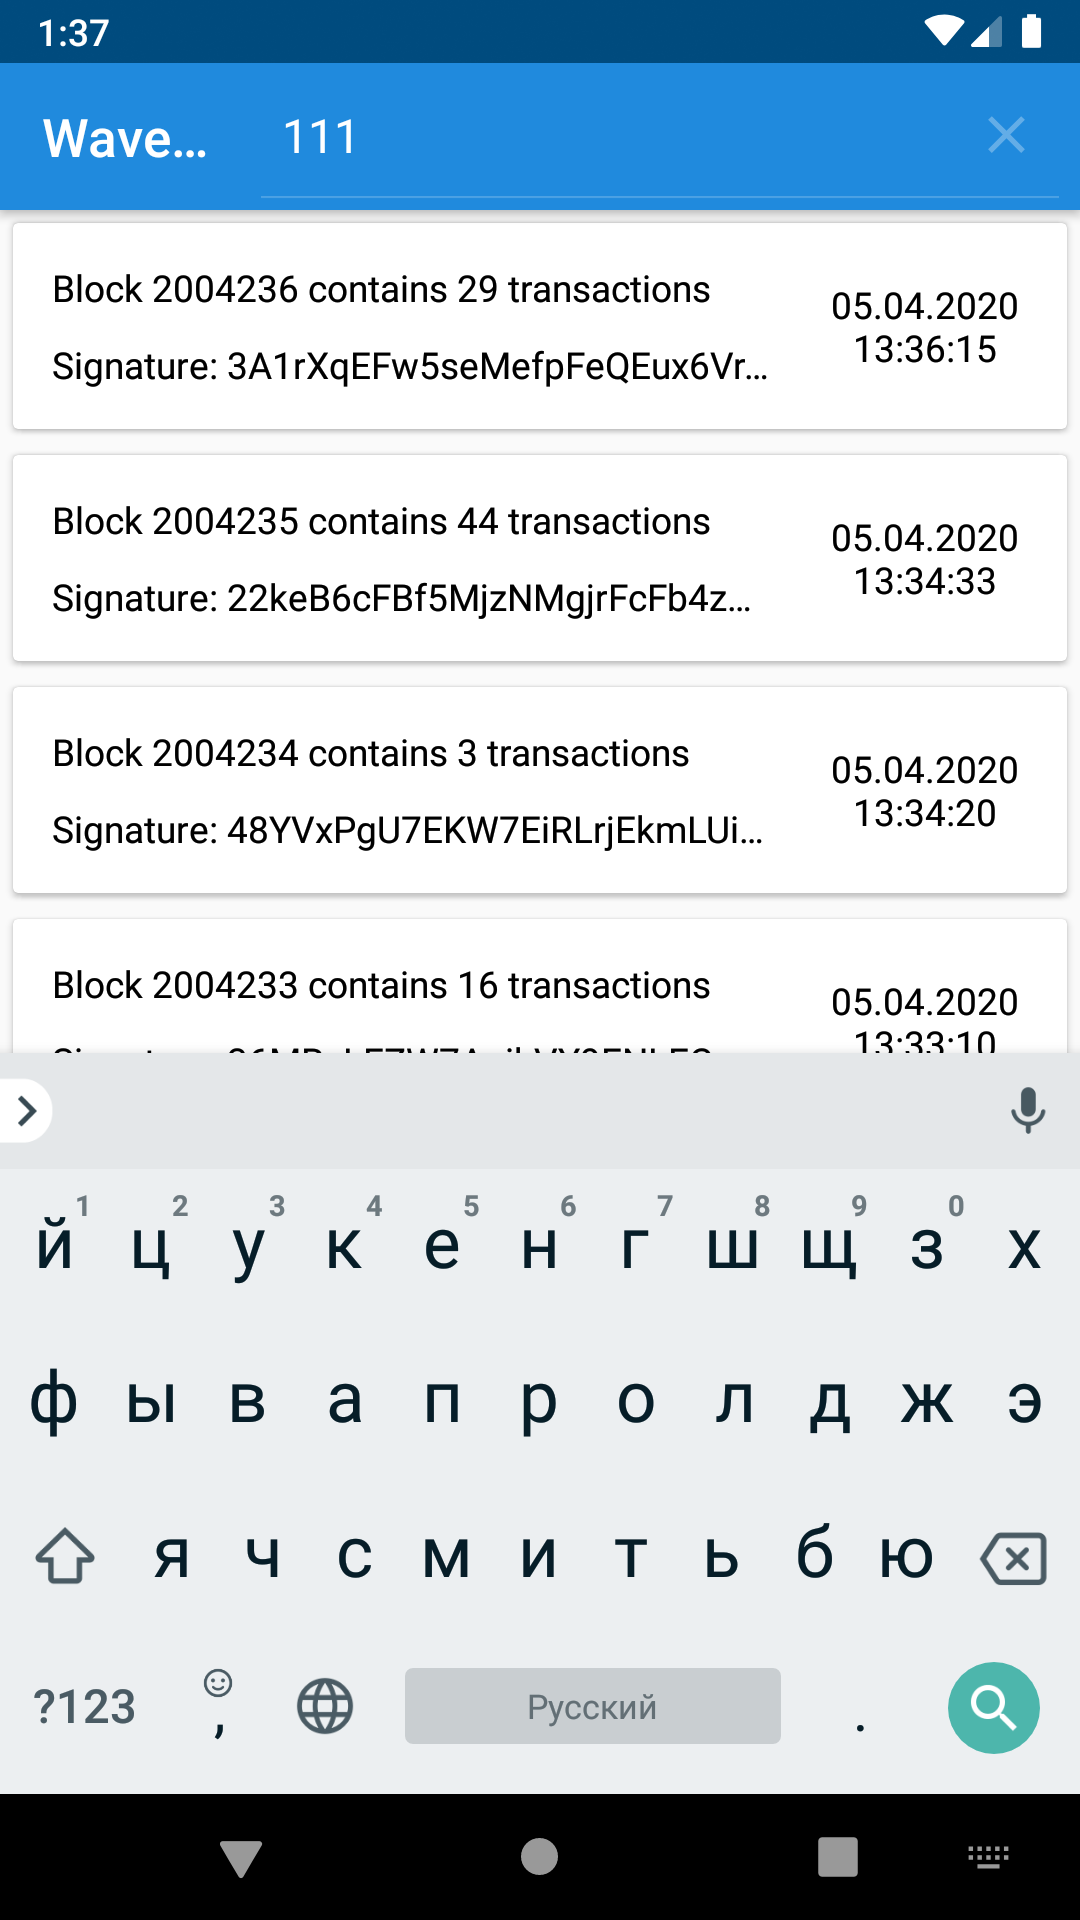 1:37
Wave... 111
Block 2004236 contains 29 transactions
Signature: 3A1rXqEFw5seMefpFeQEux6Vr...
05.04.2020
13:36:15
Block 2004235 contains 44 transactions
Signature: 22keB6cFBf5MjzNMgjrFcFb4z...
05.04.2020
13:34:33
Block 2004234 contains 3 transactions
Signature: 48YVxPgU7EKW7EiRLrjEkmLUi...
05.04.2020
13:34:20
Block 2004233 contains 16 transactions
05.04.2020
13:33:10
1 2 3 4 5 6 7 8 9 0
й ц у к е н г ш щ з х
ф ы в а п р о л д ж э
я ч с м и т ь б ю
?123 , Русский .